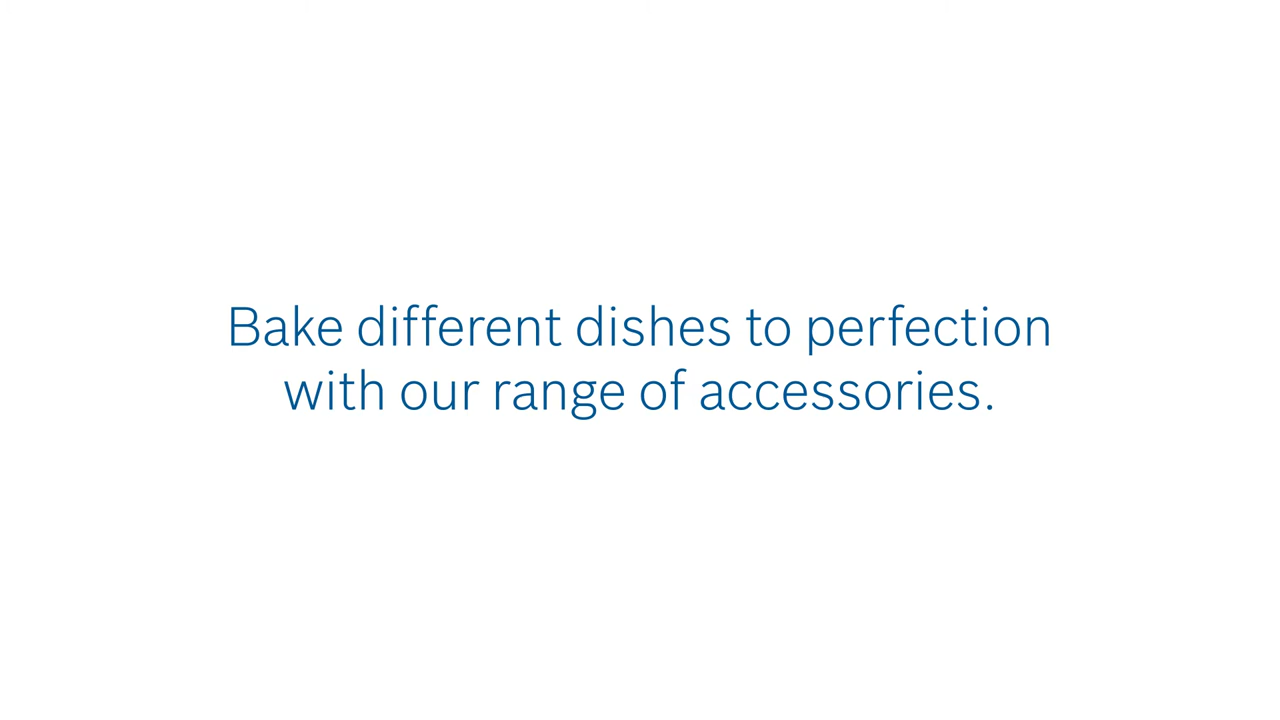 Bake different dishes to perfection
with our range of accessories.